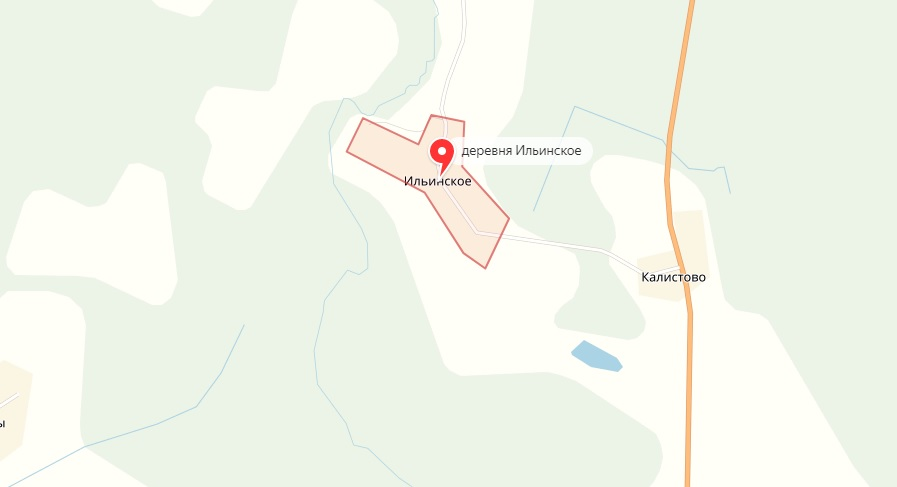 деревня Ильинское
Ильинское
Калистово
ы